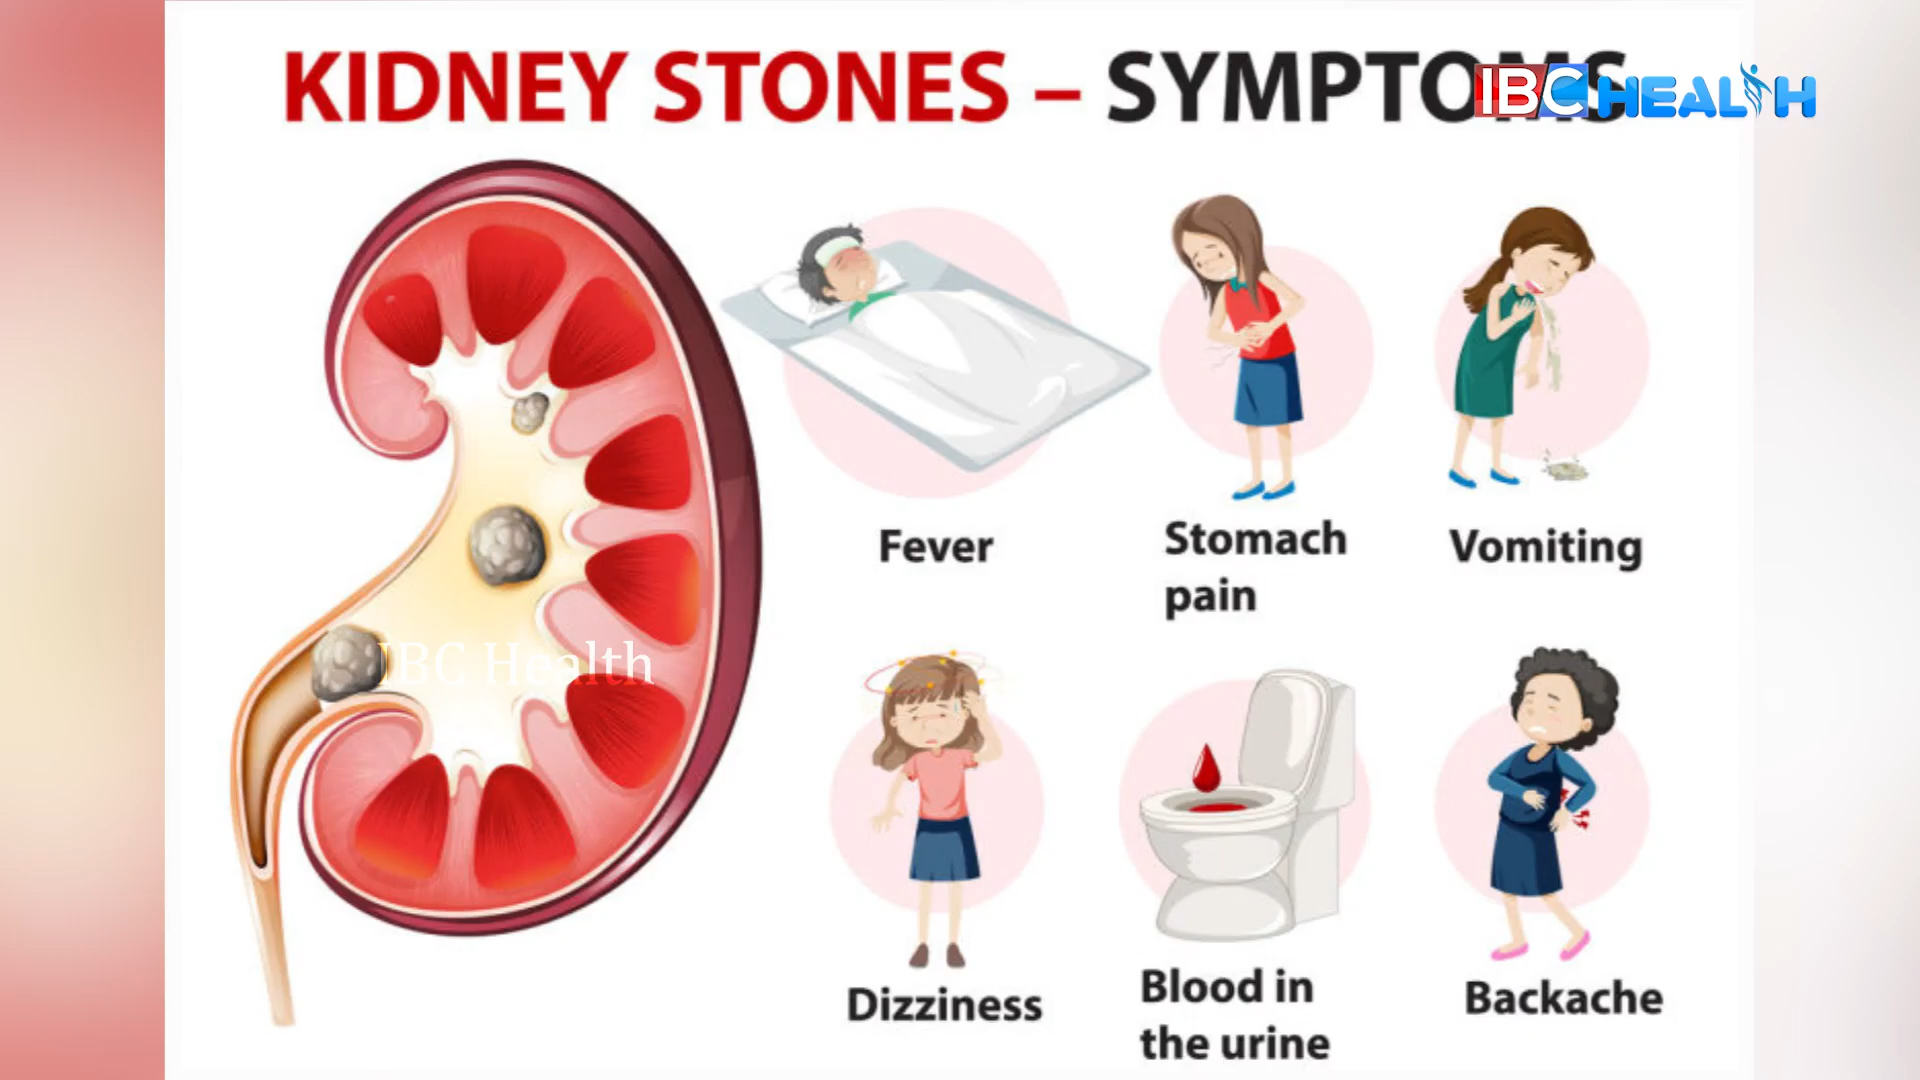 KIDNEY STONES – SYMPTOMS
IBC HEALTH
Fever
Stomach
pain
Vomiting
IBC Health
Dizziness
Blood in
the urine
Backache